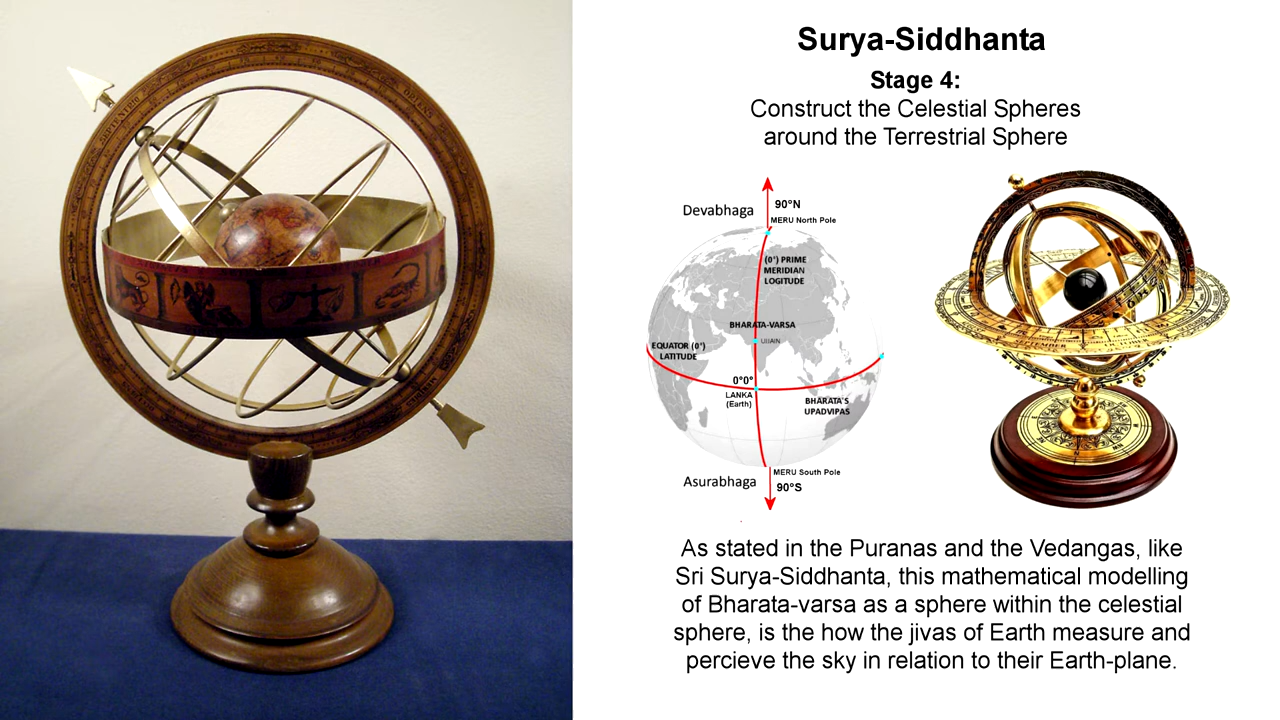 Surya-Siddhanta
Stage 4:
Construct the Celestial Spheres
around the Terrestrial Sphere
Devabhaga
90°N
MERU North Pole
(0°) PRIME
MERIDIAN
LOGITUDE
BHARATA-VARSA
UJJAIN
EQUATOR (0°)
LATITUDE
0°0°
LANKA
(Earth)
BHARATA'S
UPADVIPAS
Asurabhaga
MERU South Pole
90°S
As stated in the Puranas and the Vedangas, like
Sri Surya-Siddhanta, this mathematical modelling
of Bharata-varsa as a sphere within the celestial
sphere, is the how the jivas of Earth measure and
percieve the sky in relation to their Earth-plane.
SEPTENTRIO
ORIENS